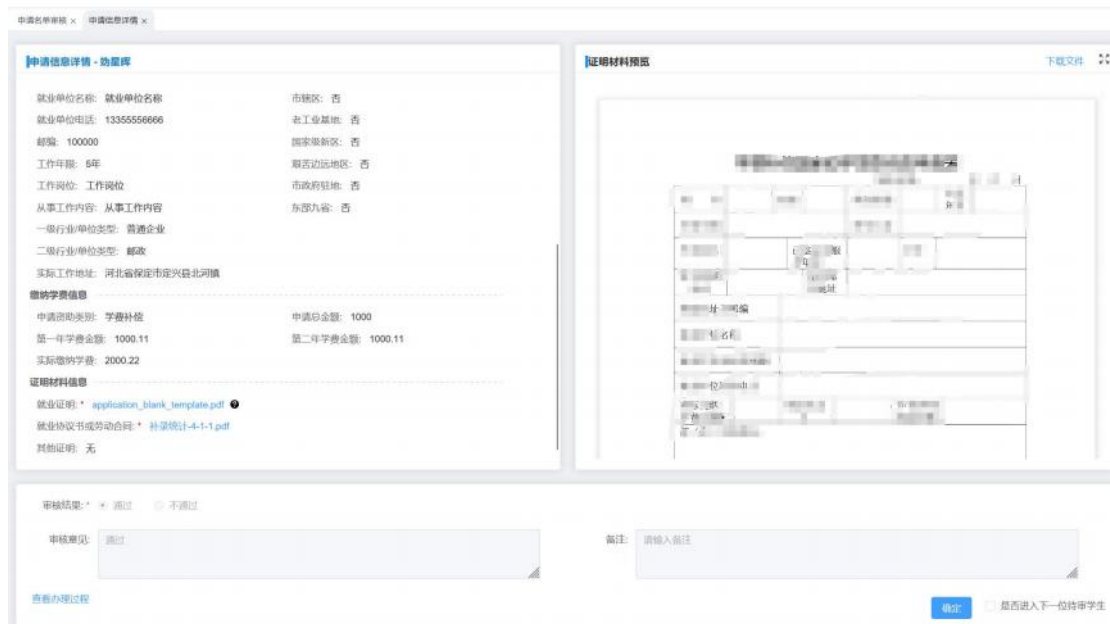 申请名单审核 × 申请信息详情 ×
申请信息详情 - 劲星晖
就业单位名称: 就业单位名称 市辖区: 否
就业单位电话: 13355556666 老工业基地: 否
邮编: 100000 国家级新区: 否
工作年限: 5年 艰苦边远地区: 否
工作岗位: 工作岗位 市政府驻地: 否
从事工作内容: 从事工作内容 东部九省: 否
一级行业/单位类型: 普通企业
二级行业/单位类型: 邮政
实际工作地址: 河北省保定市定兴县北河镇
缴纳学费信息
申请资助类别: 学费补偿 申请总金额: 1000
第一年学费金额: 1000.11 第二年学费金额: 1000.11
实际缴纳学费: 2000.22
证明材料信息
就业证明: * application_blank_template.pdf
就业协议书或劳动合同: * 补录统计-4-1-1.pdf
其他证明: 无
证明材料预览 下载文件
审核结果: * 通过 不通过
审核意见: 通过 备注: 请输入备注
查看办理过程
确定 是否进入下一位待审学生